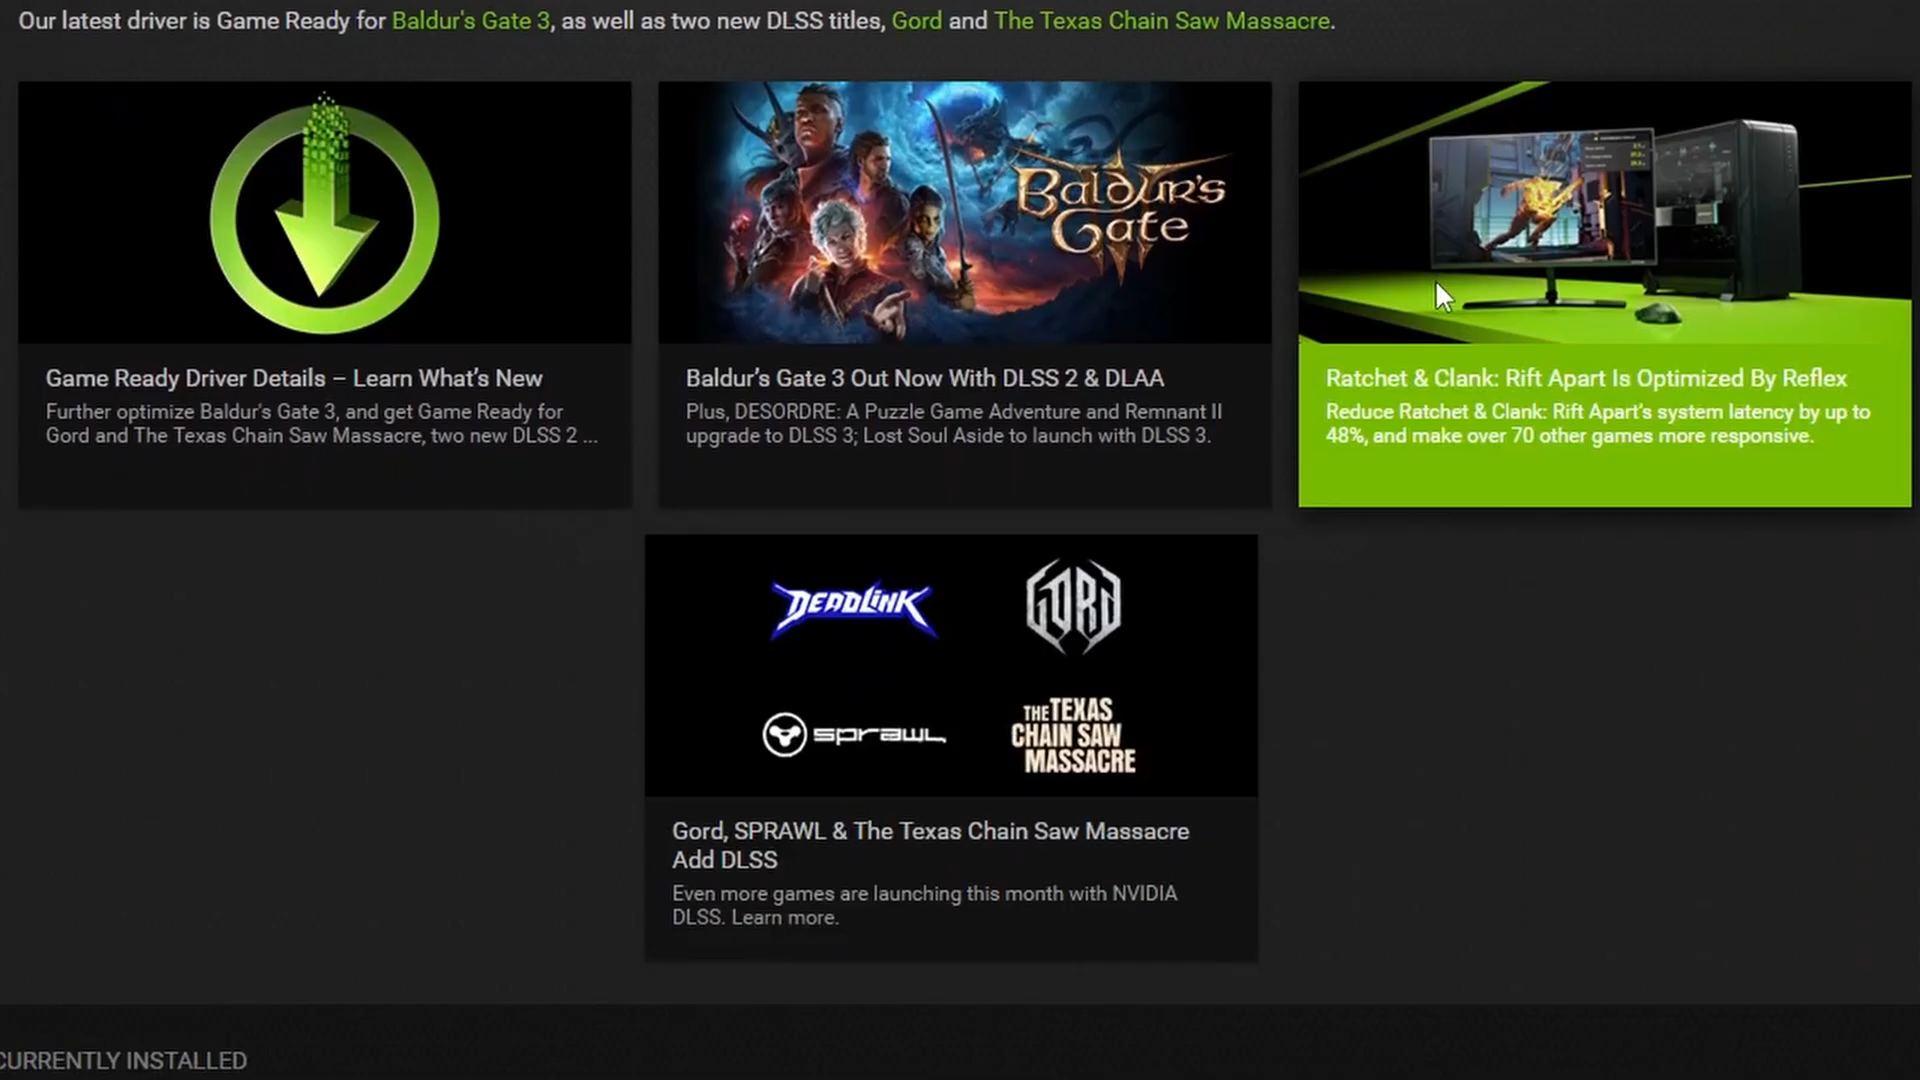 Our latest driver is Game Ready for Baldur's Gate 3, as well as two new DLSS titles, Gord and The Texas Chain Saw Massacre.
Baldur's
Gate
Game Ready Driver Details – Learn What's New
Further optimize Baldur's Gate 3, and get Game Ready for
Gord and The Texas Chain Saw Massacre, two new DLSS 2 ...
Baldur's Gate 3 Out Now With DLSS 2 & DLAA
Plus, DESORDRE: A Puzzle Game Adventure and Remnant II
upgrade to DLSS 3; Lost Soul Aside to launch with DLSS 3.
Ratchet & Clank: Rift Apart Is Optimized By Reflex
Reduce Ratchet & Clank: Rift Apart's system latency by up to
48%, and make over 70 other games more responsive.
DEADLINK
GORD
SPRAWL
THE TEXAS
CHAIN SAW
MASSACRE
Gord, SPRAWL & The Texas Chain Saw Massacre
Add DLSS
Even more games are launching this month with NVIDIA
DLSS. Learn more.
CURRENTLY INSTALLED